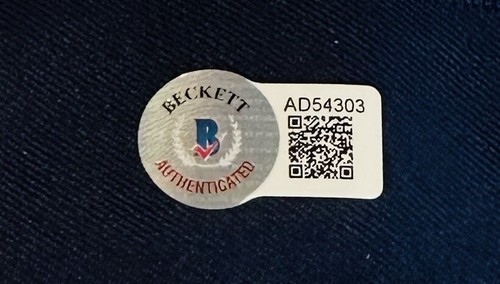 BECKETT
B
AUTHENTICATED
AD54303